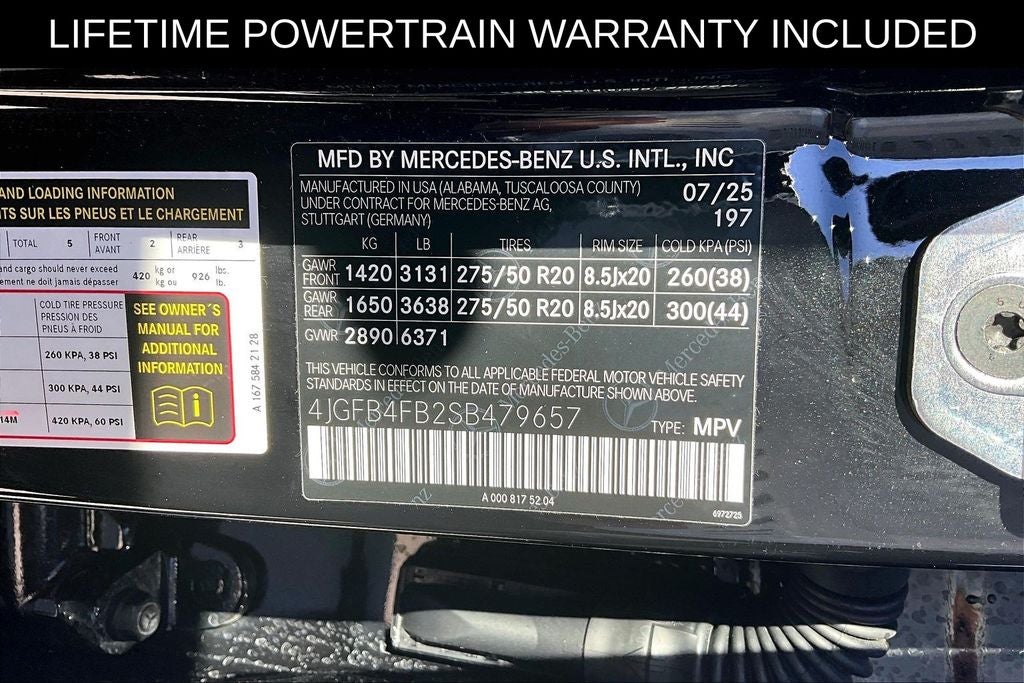 LIFETIME POWERTRAIN WARRANTY INCLUDED
AND LOADING INFORMATION
TS SUR LES PNEUS ET LE CHARGEMENT
TOTAL 5 FRONT AVANT 2 REAR ARRIÈRE 3
and cargo should never exceed
ement ne doit jamais dépasser
420 kg or kg ou 926 lbs. lb.
COLD TIRE PRESSURE
PRESSION DES
PNEUS À FROID
260 KPA, 38 PSI
300 KPA, 44 PSI
14M 420 KPA, 60 PSI
SEE OWNER´S
MANUAL FOR
ADDITIONAL
INFORMATION
A 167 584 21 28
MFD BY MERCEDES-BENZ U.S. INTL., INC
MANUFACTURED IN USA (ALABAMA, TUSCALOOSA COUNTY) 07/25
UNDER CONTRACT FOR MERCEDES-BENZ AG,
STUTTGART (GERMANY) 197
KG LB TIRES RIM SIZE COLD KPA (PSI)
GAWR FRONT 1420 3131 275/50 R20 8.5Jx20 260(38)
GAWR REAR 1650 3638 275/50 R20 8.5Jx20 300(44)
GVWR 2890 6371
THIS VEHICLE CONFORMS TO ALL APPLICABLE FEDERAL MOTOR VEHICLE SAFETY
STANDARDS IN EFFECT ON THE DATE OF MANUFACTURE SHOWN ABOVE.
4JGFB4FB2SB479657 TYPE: MPV
A 000 817 52 04
6972725